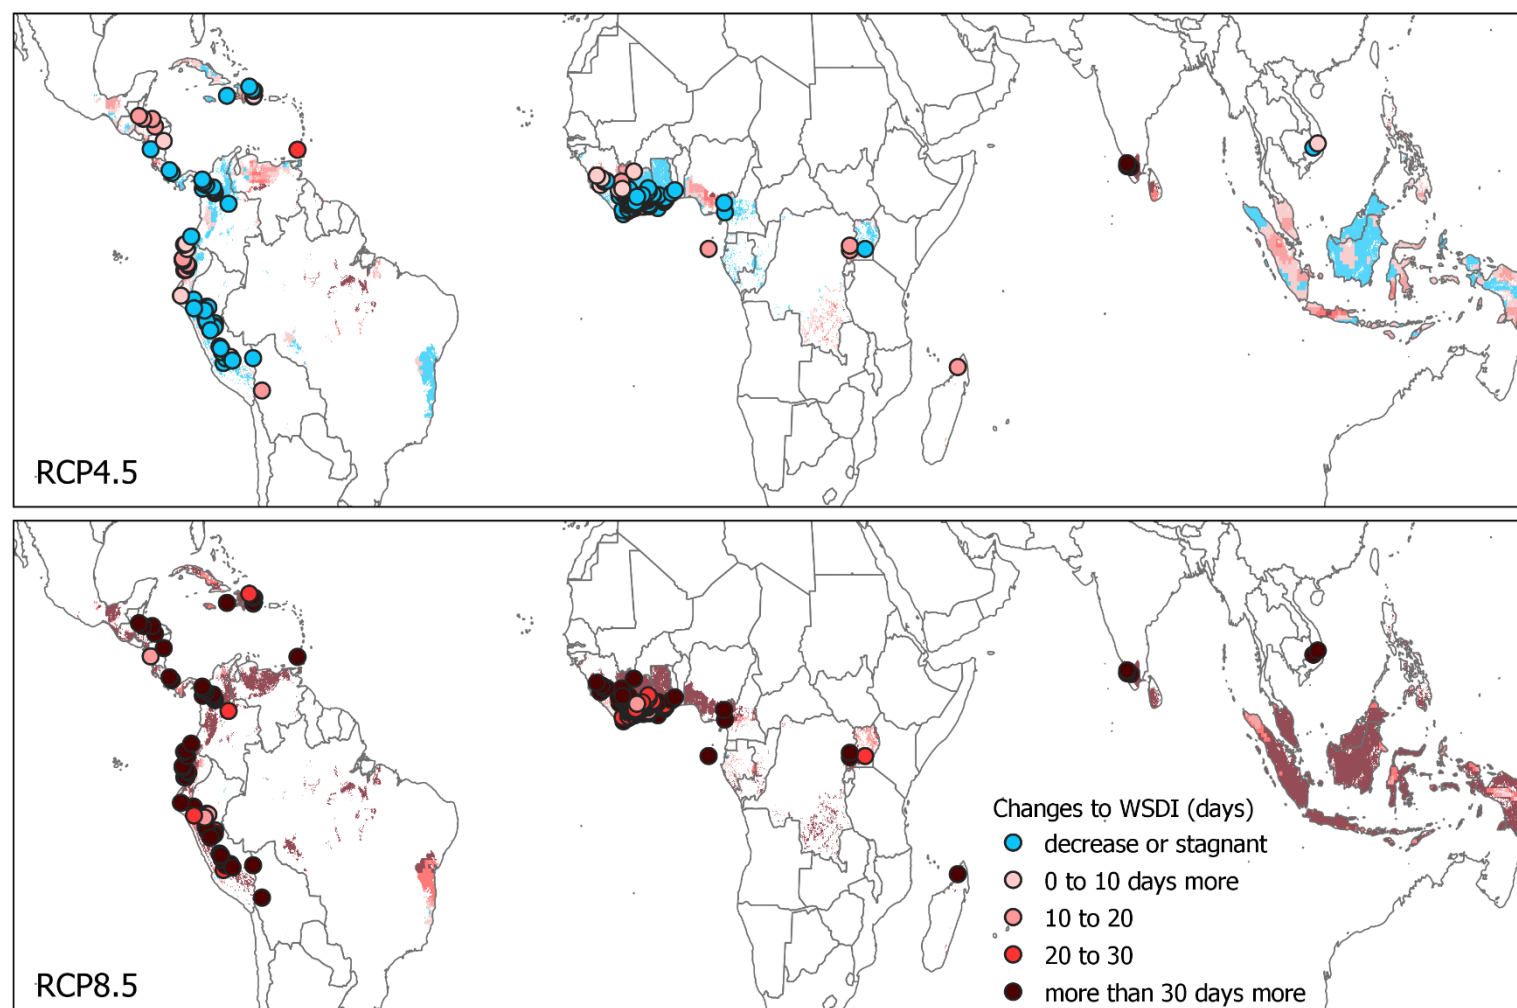 RCP4.5
Changes to WSDI (days)
decrease or stagnant
0 to 10 days more
10 to 20
20 to 30
more than 30 days more
RCP8.5